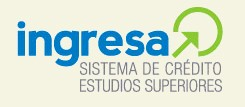 ingresa
SISTEMA DE CRÉDITO
ESTUDIOS SUPERIORES